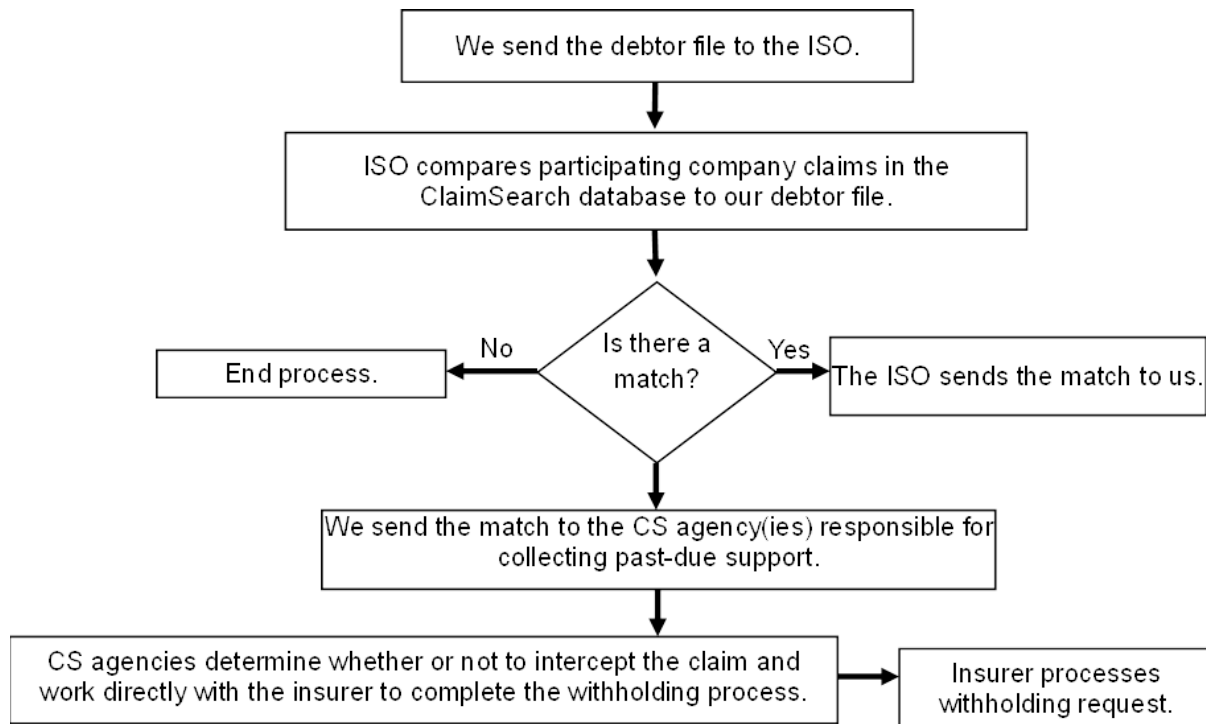 We send the debtor file to the ISO.
ISO compares participating company claims in the
ClaimSearch database to our debtor file.
Is there a
match?
No
Yes
End process.
The ISO sends the match to us.
We send the match to the CS agency(ies) responsible for
collecting past-due support.
CS agencies determine whether or not to intercept the claim and
work directly with the insurer to complete the withholding process.
Insurer processes
withholding request.